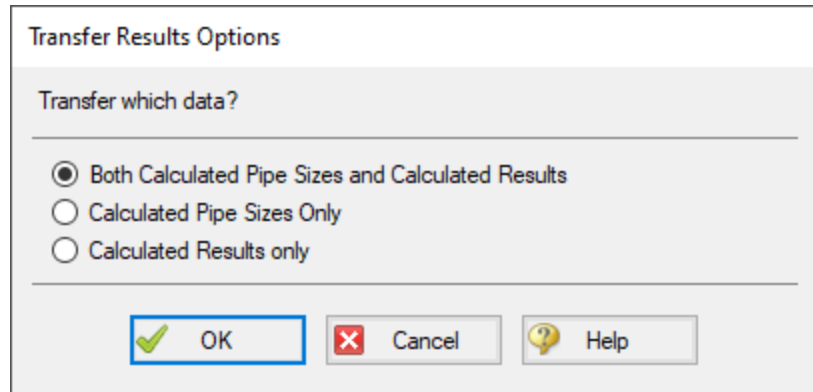 Transfer Results Options
Transfer which data?
Both Calculated Pipe Sizes and Calculated Results
Calculated Pipe Sizes Only
Calculated Results only
OK Cancel Help